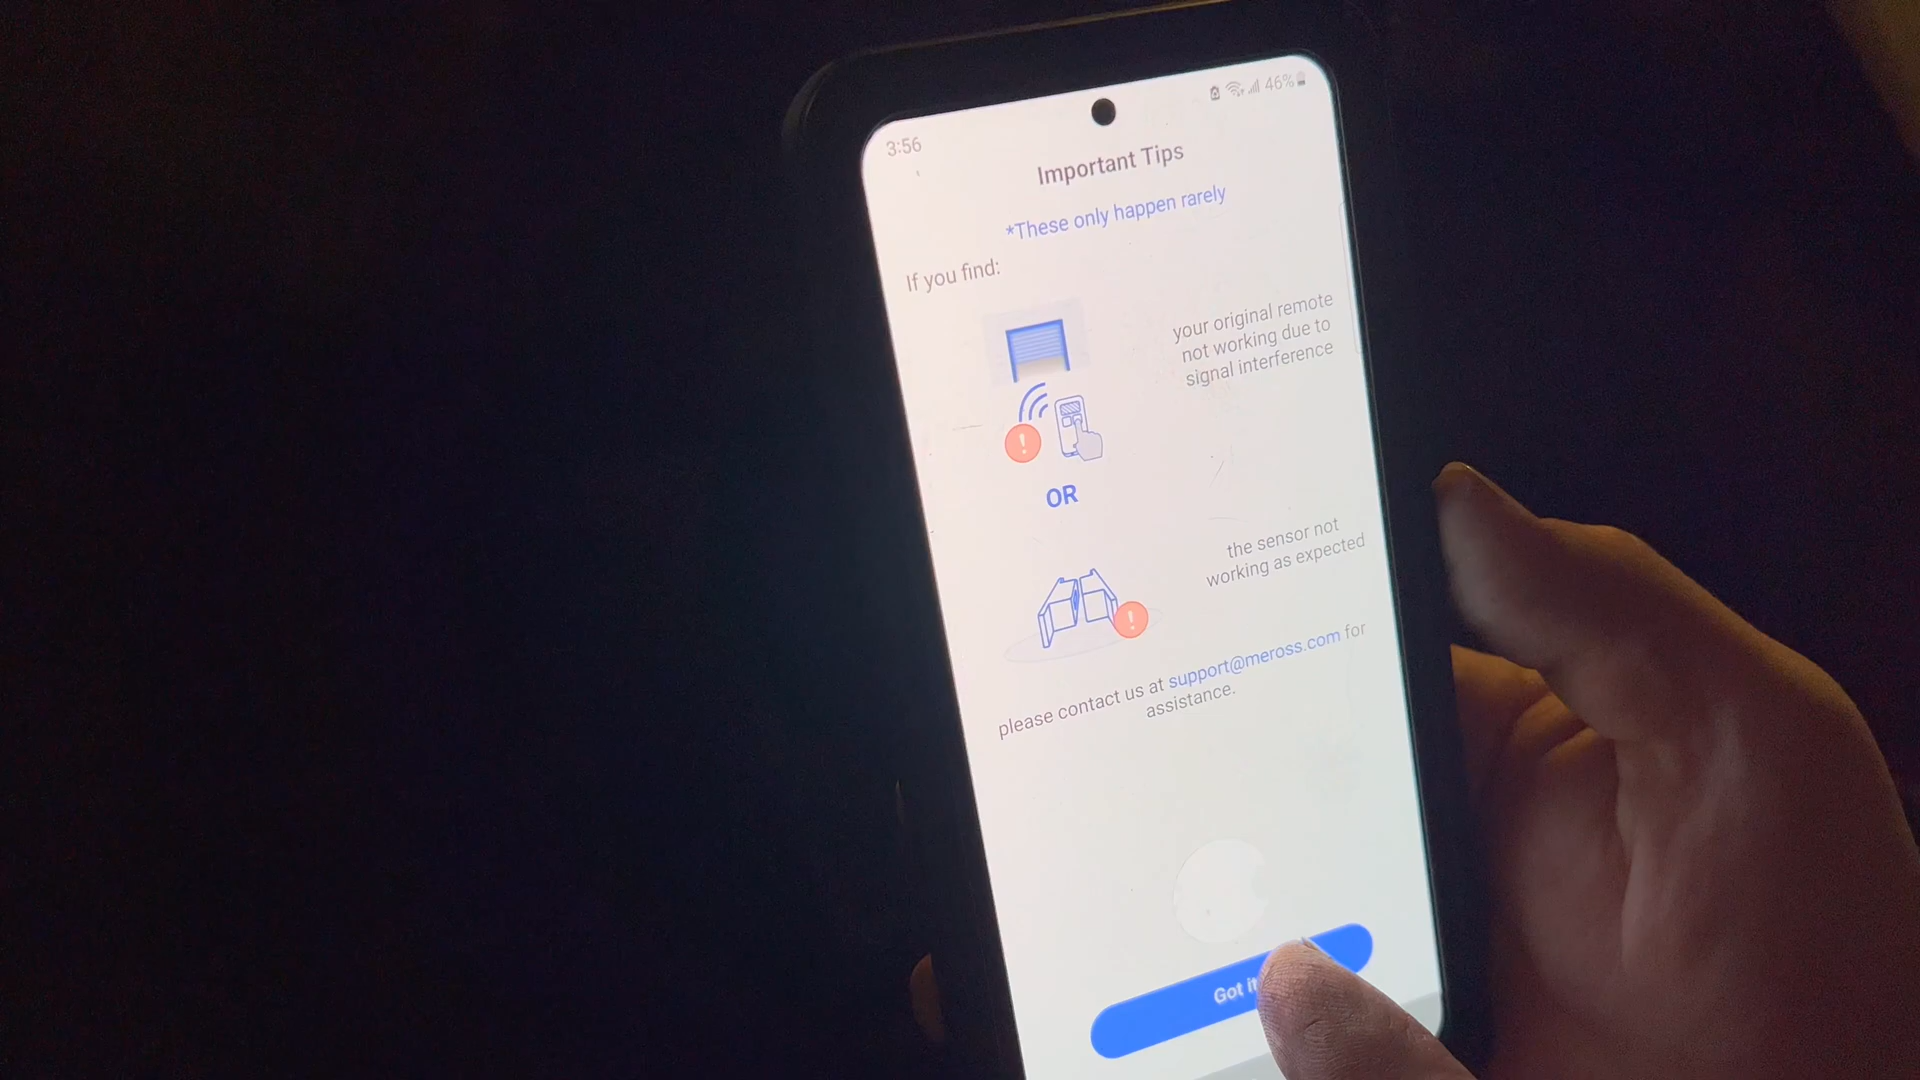 3:56
46%
Important Tips
*These only happen rarely
If you find:
your original remote
not working due to
signal interference
OR
the sensor not
working as expected
please contact us at support@meross.com for
assistance.
Got it